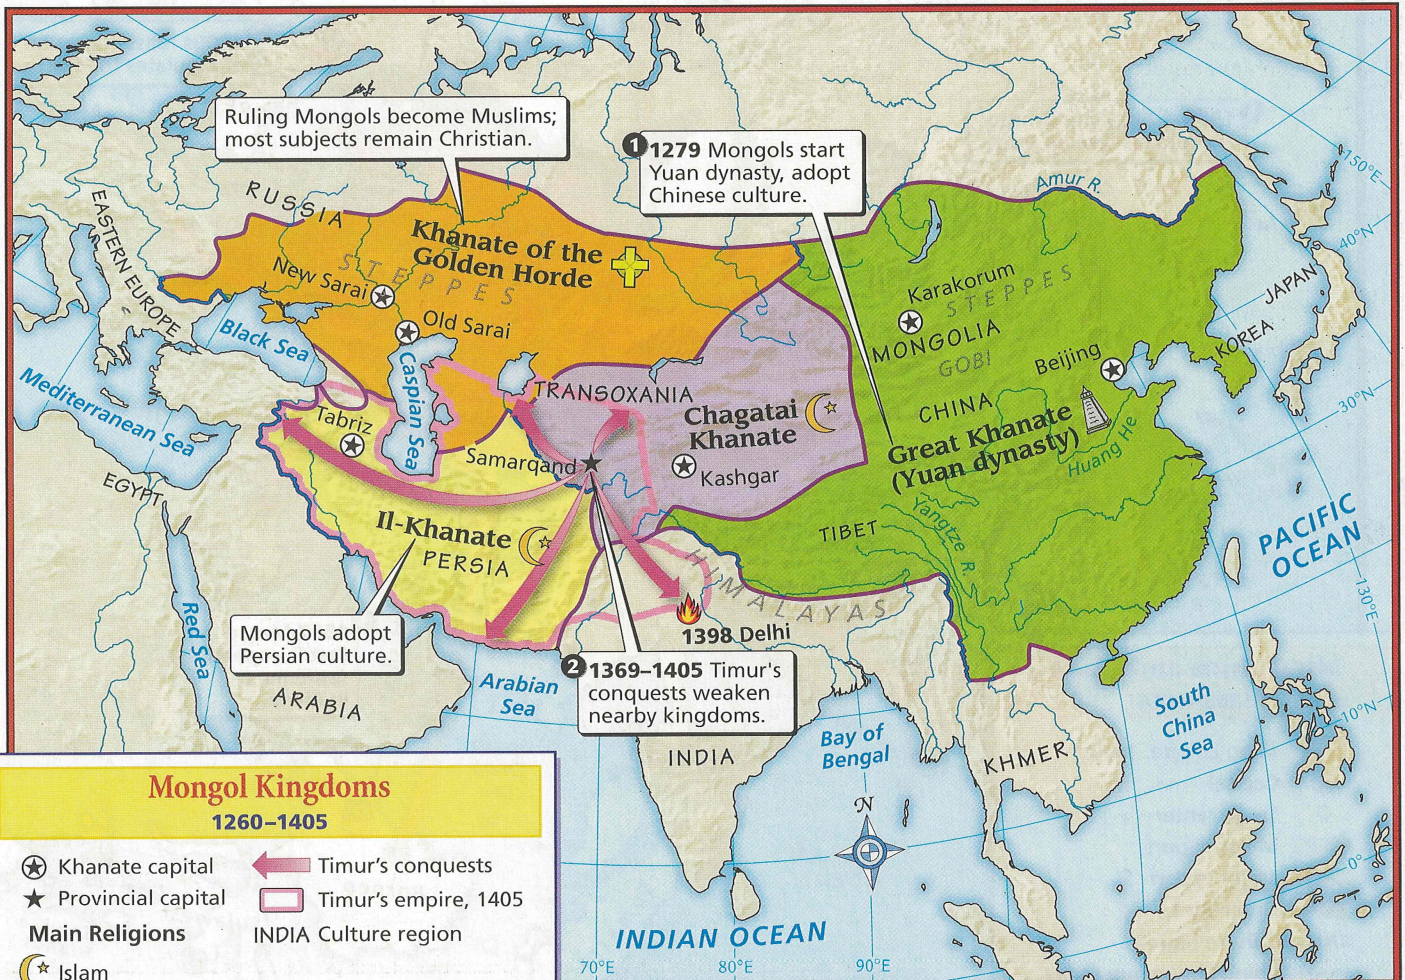 Ruling Mongols become Muslims;
most subjects remain Christian.
1 1279 Mongols start
Yuan dynasty, adopt
Chinese culture.
RUSSIA
EASTERN EUROPE
Khanate of the
Golden Horde
STEPPES
New Sarai
Old Sarai
Black Sea
Caspian Sea
Mediterranean Sea
Tabriz
EGYPT
TRANSOXANIA
Chagatai
Khanate
Samarqand
Kashgar
Il-Khanate
PERSIA
Amur R.
Karakorum
STEPPES
MONGOLIA
GOBI
Beijing
CHINA
Great Khanate
(Yuan dynasty)
Huang He
TIBET
Yangtze R.
HIMALAYAS
KOREA
JAPAN
150°E
40°N
30°N
PACIFIC
OCEAN
130°E
Red Sea
Mongols adopt
Persian culture.
ARABIA
Arabian
Sea
1398 Delhi
2 1369–1405 Timur's
conquests weaken
nearby kingdoms.
INDIA
Bay of
Bengal
KHMER
South
China
Sea
10°N
0°
N
INDIAN OCEAN
70°E
80°E
90°E
Mongol Kingdoms
1260–1405
Khanate capital
Timur's conquests
Provincial capital
Timur's empire, 1405
Main Religions
INDIA Culture region
Islam